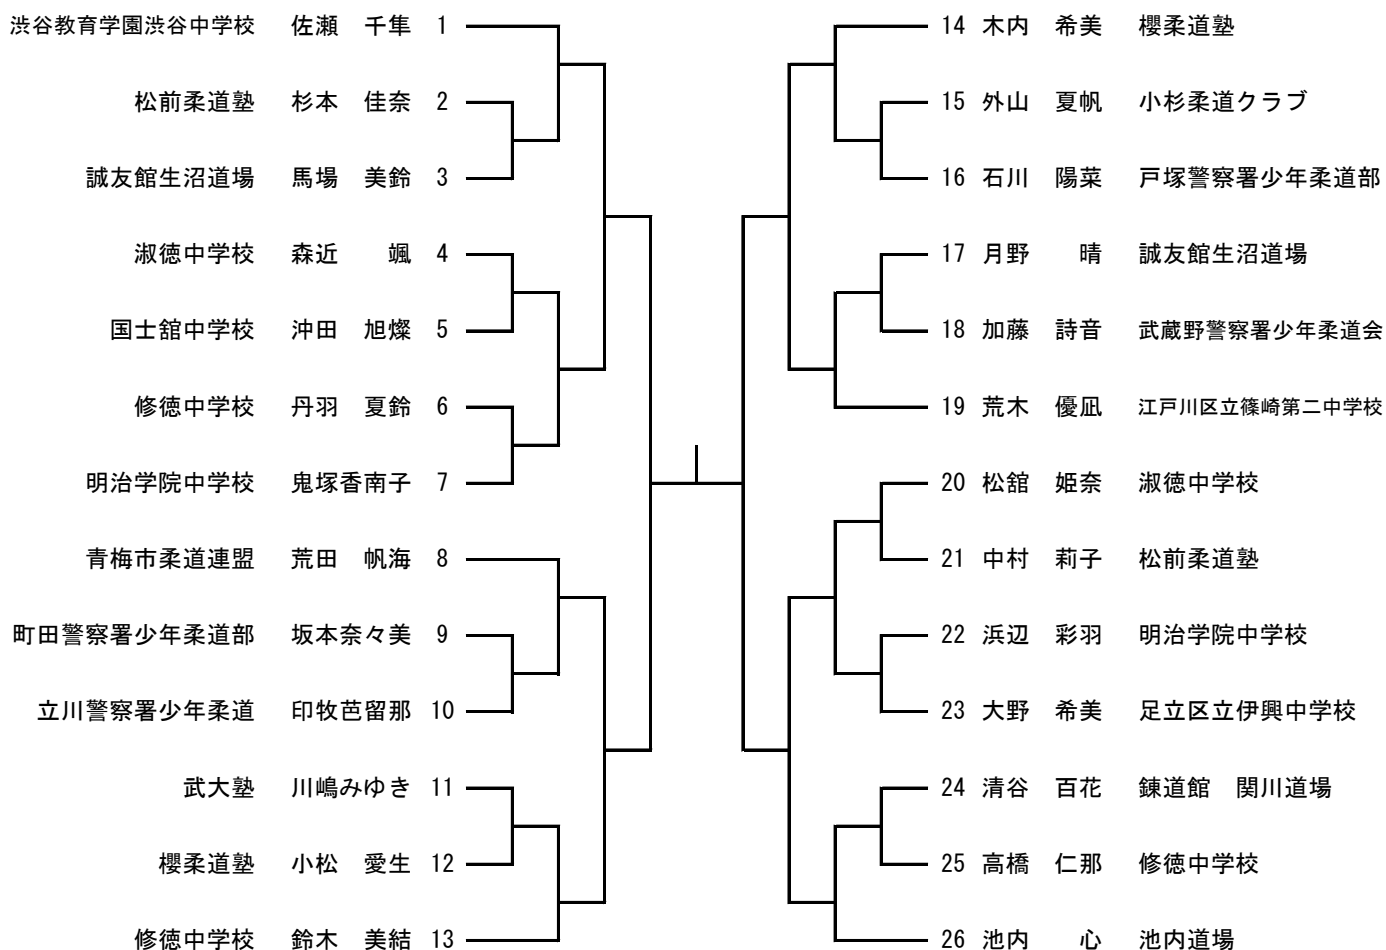 渋谷教育学園渋谷中学校 佐瀬 千隼 1
松前柔道塾 杉本 佳奈 2
誠友館生沼道場 馬場 美鈴 3
淑徳中学校 森近 颯 4
国士舘中学校 沖田 旭燦 5
修徳中学校 丹羽 夏鈴 6
明治学院中学校 鬼塚香南子 7
青梅市柔道連盟 荒田 帆海 8
町田警察署少年柔道部 坂本奈々美 9
立川警察署少年柔道 印牧芭留那 10
武大塾 川嶋みゆき 11
櫻柔道塾 小松 愛生 12
修徳中学校 鈴木 美結 13
14 木内 希美 櫻柔道塾
15 外山 夏帆 小杉柔道クラブ
16 石川 陽菜 戸塚警察署少年柔道部
17 月野 晴 誠友館生沼道場
18 加藤 詩音 武蔵野警察署少年柔道会
19 荒木 優凪 江戸川区立篠崎第二中学校
20 松舘 姫奈 淑徳中学校
21 中村 莉子 松前柔道塾
22 浜辺 彩羽 明治学院中学校
23 大野 希美 足立区立伊興中学校
24 清谷 百花 錬道館 関川道場
25 高橋 仁那 修徳中学校
26 池内 心 池内道場